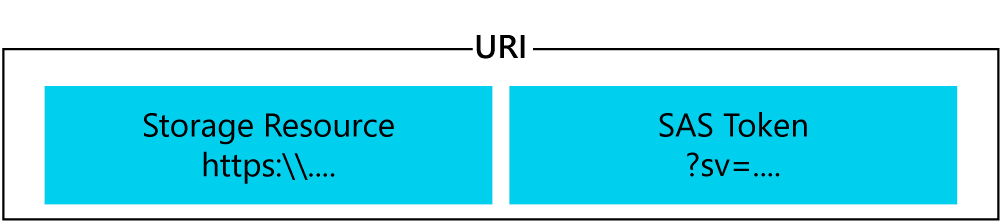 URI
Storage Resource
https:\\....
SAS Token
?sv=....